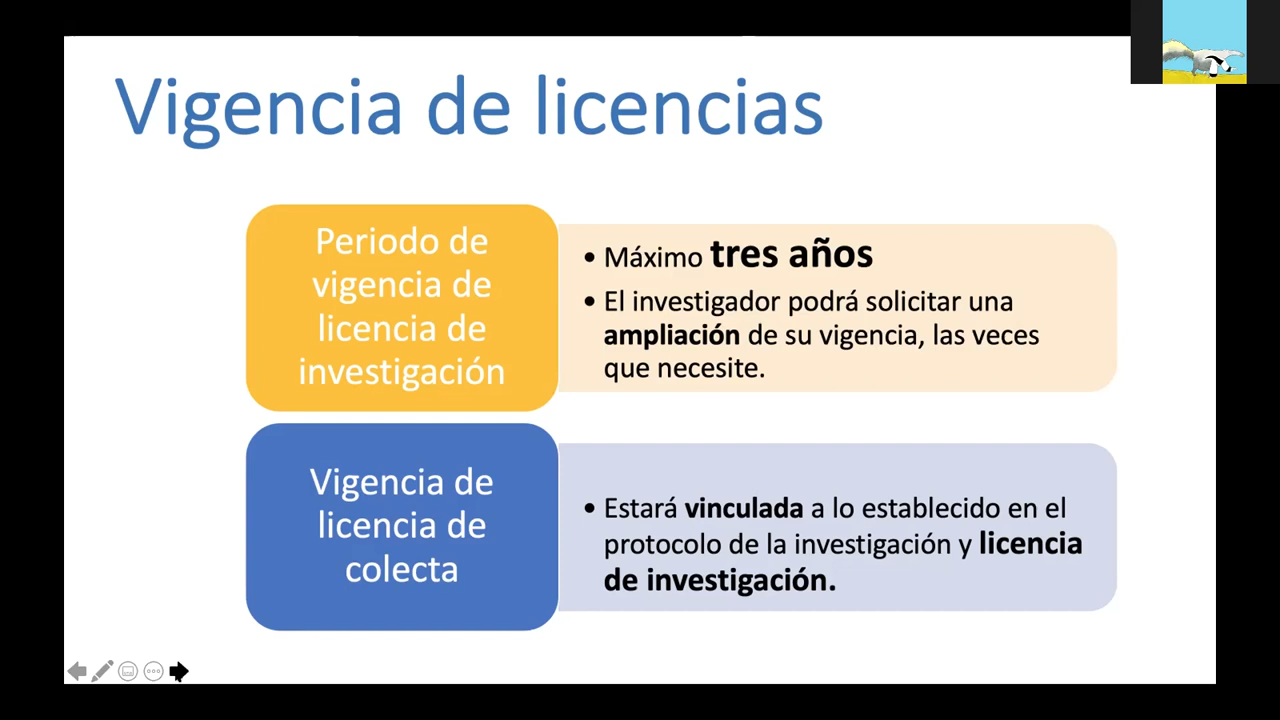 Vigencia de licencias
Periodo de
vigencia de
licencia de
investigación
• Máximo tres años
• El investigador podrá solicitar una
ampliación de su vigencia, las veces
que necesite.
Vigencia de
licencia de
colecta
• Estará vinculada a lo establecido en el
protocolo de la investigación y licencia
de investigación.